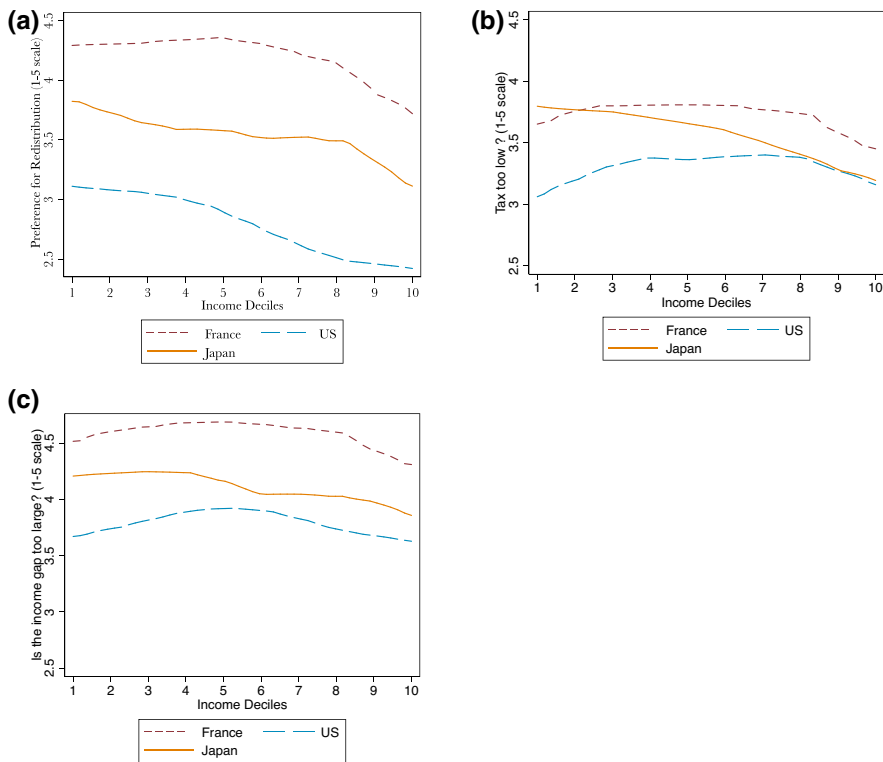 (a)
Preference for Redistribution (1-5 scale)
4.5
4
3.5
3
2.5
1 2 3 4 5 6 7 8 9 10
Income Deciles
France US
Japan
(b)
Tax too low ? (1-5 scale)
4.5
4
3.5
3
2.5
1 2 3 4 5 6 7 8 9 10
Income Deciles
France US
Japan
(c)
Is the income gap too large? (1-5 scale)
4.5
4
3.5
3
2.5
1 2 3 4 5 6 7 8 9 10
Income Deciles
France US
Japan